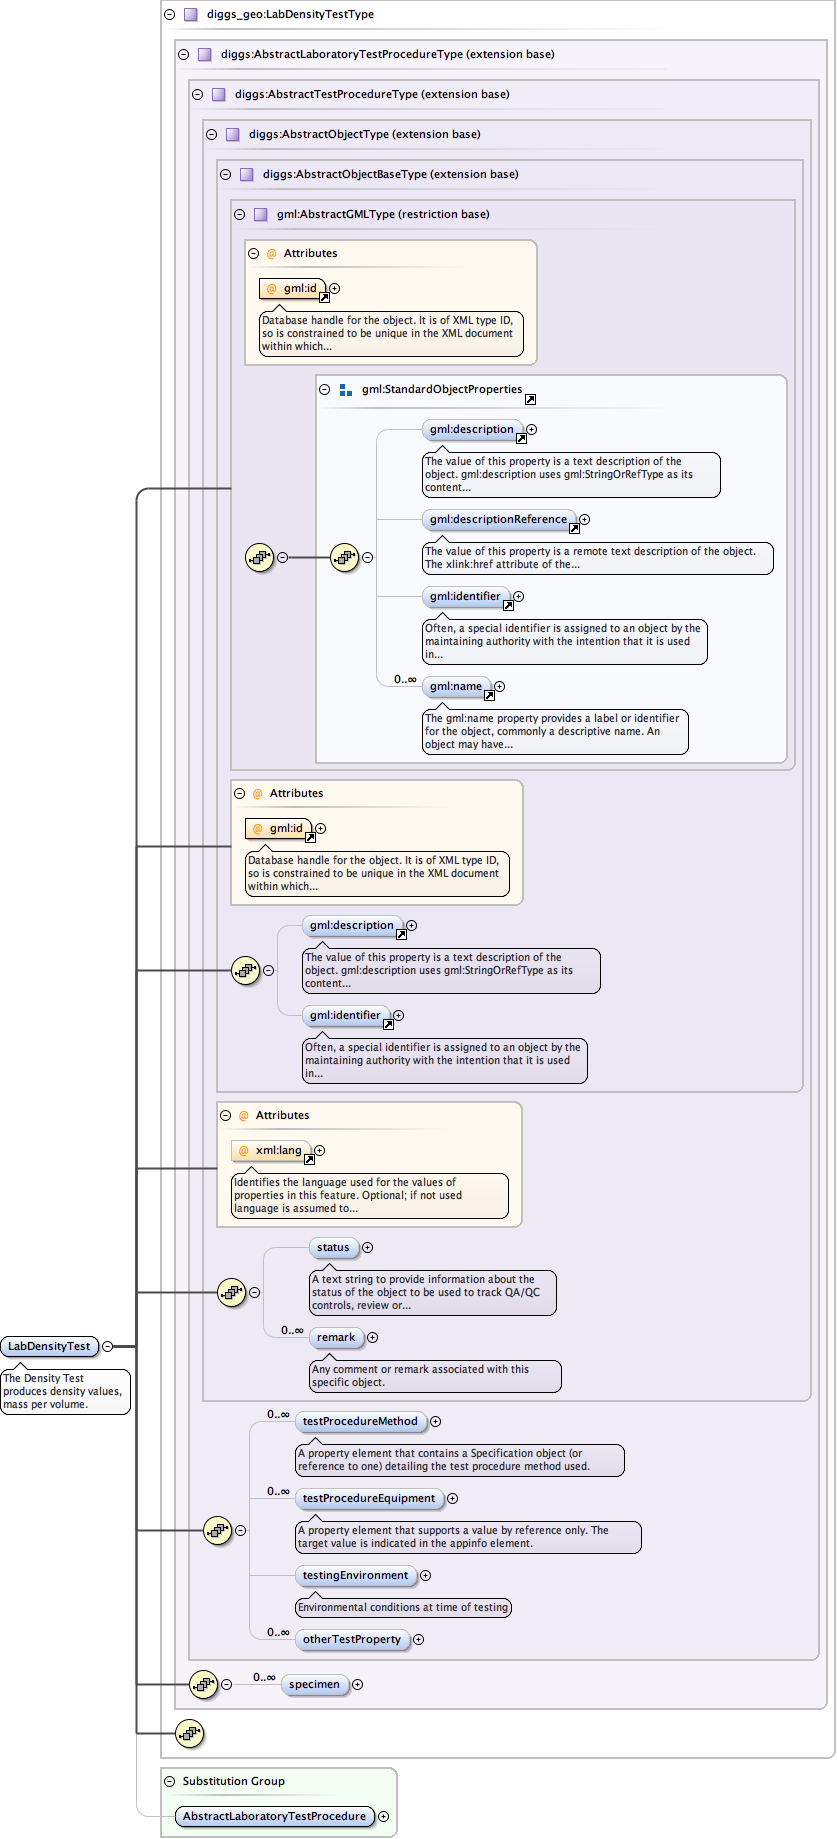 diggs_geo:LabDensityTestType
diggs:AbstractLaboratoryTestProcedureType (extension base)
diggs:AbstractTestProcedureType (extension base)
diggs:AbstractObjectType (extension base)
diggs:AbstractObjectBaseType (extension base)
gml:AbstractGMLType (restriction base)
@ Attributes
@ gml:id
Database handle for the object. It is of XML type ID,
so is constrained to be unique in the XML document
within which...
gml:StandardObjectProperties
gml:description
The value of this property is a text description of the
object. gml:description uses gml:StringOrRefType as its
content...
gml:descriptionReference
The value of this property is a remote text description of the object.
The xlink:href attribute of the...
gml:identifier
Often, a special identifier is assigned to an object by the
maintaining authority with the intention that it is used
in...
0..∞
gml:name
The gml:name property provides a label or identifier
for the object, commonly a descriptive name. An
object may have...
@ Attributes
@ gml:id
Database handle for the object. It is of XML type ID,
so is constrained to be unique in the XML document
within which...
gml:description
The value of this property is a text description of the
object. gml:description uses gml:StringOrRefType as its
content...
gml:identifier
Often, a special identifier is assigned to an object by the
maintaining authority with the intention that it is used
in...
@ Attributes
@ xml:lang
Identifies the language used for the values of
properties in this feature. Optional; if not used
language is assumed to...
status
A text string to provide information about the
status of the object to be used to track QA/QC
controls, review or...
0..∞
remark
Any comment or remark associated with this
specific object.
LabDensityTest
The Density Test
produces density values,
mass per volume.
0..∞
testProcedureMethod
A property element that contains a Specification object (or
reference to one) detailing the test procedure method used.
0..∞
testProcedureEquipment
A property element that supports a value by reference only. The
target value is indicated in the appinfo element.
testingEnvironment
Environmental conditions at time of testing
0..∞
otherTestProperty
0..∞
specimen
Substitution Group
AbstractLaboratoryTestProcedure